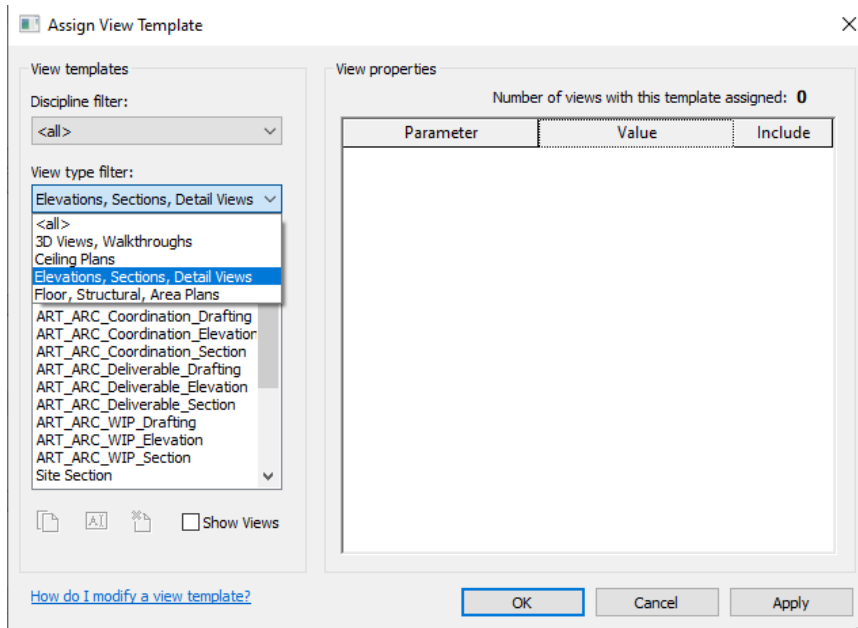 Assign View Template
View templates
Discipline filter:
<all>
View type filter:
Elevations, Sections, Detail Views
<all>
3D Views, Walkthroughs
Ceiling Plans
Elevations, Sections, Detail Views
Floor, Structural, Area Plans
ART_ARC_Coordination_Drafting
ART_ARC_Coordination_Elevation
ART_ARC_Coordination_Section
ART_ARC_Deliverable_Drafting
ART_ARC_Deliverable_Elevation
ART_ARC_Deliverable_Section
ART_ARC_WIP_Drafting
ART_ARC_WIP_Elevation
ART_ARC_WIP_Section
Site Section
AI
Show Views
How do I modify a view template?
View properties
Number of views with this template assigned: 0
Parameter Value Include
OK Cancel Apply